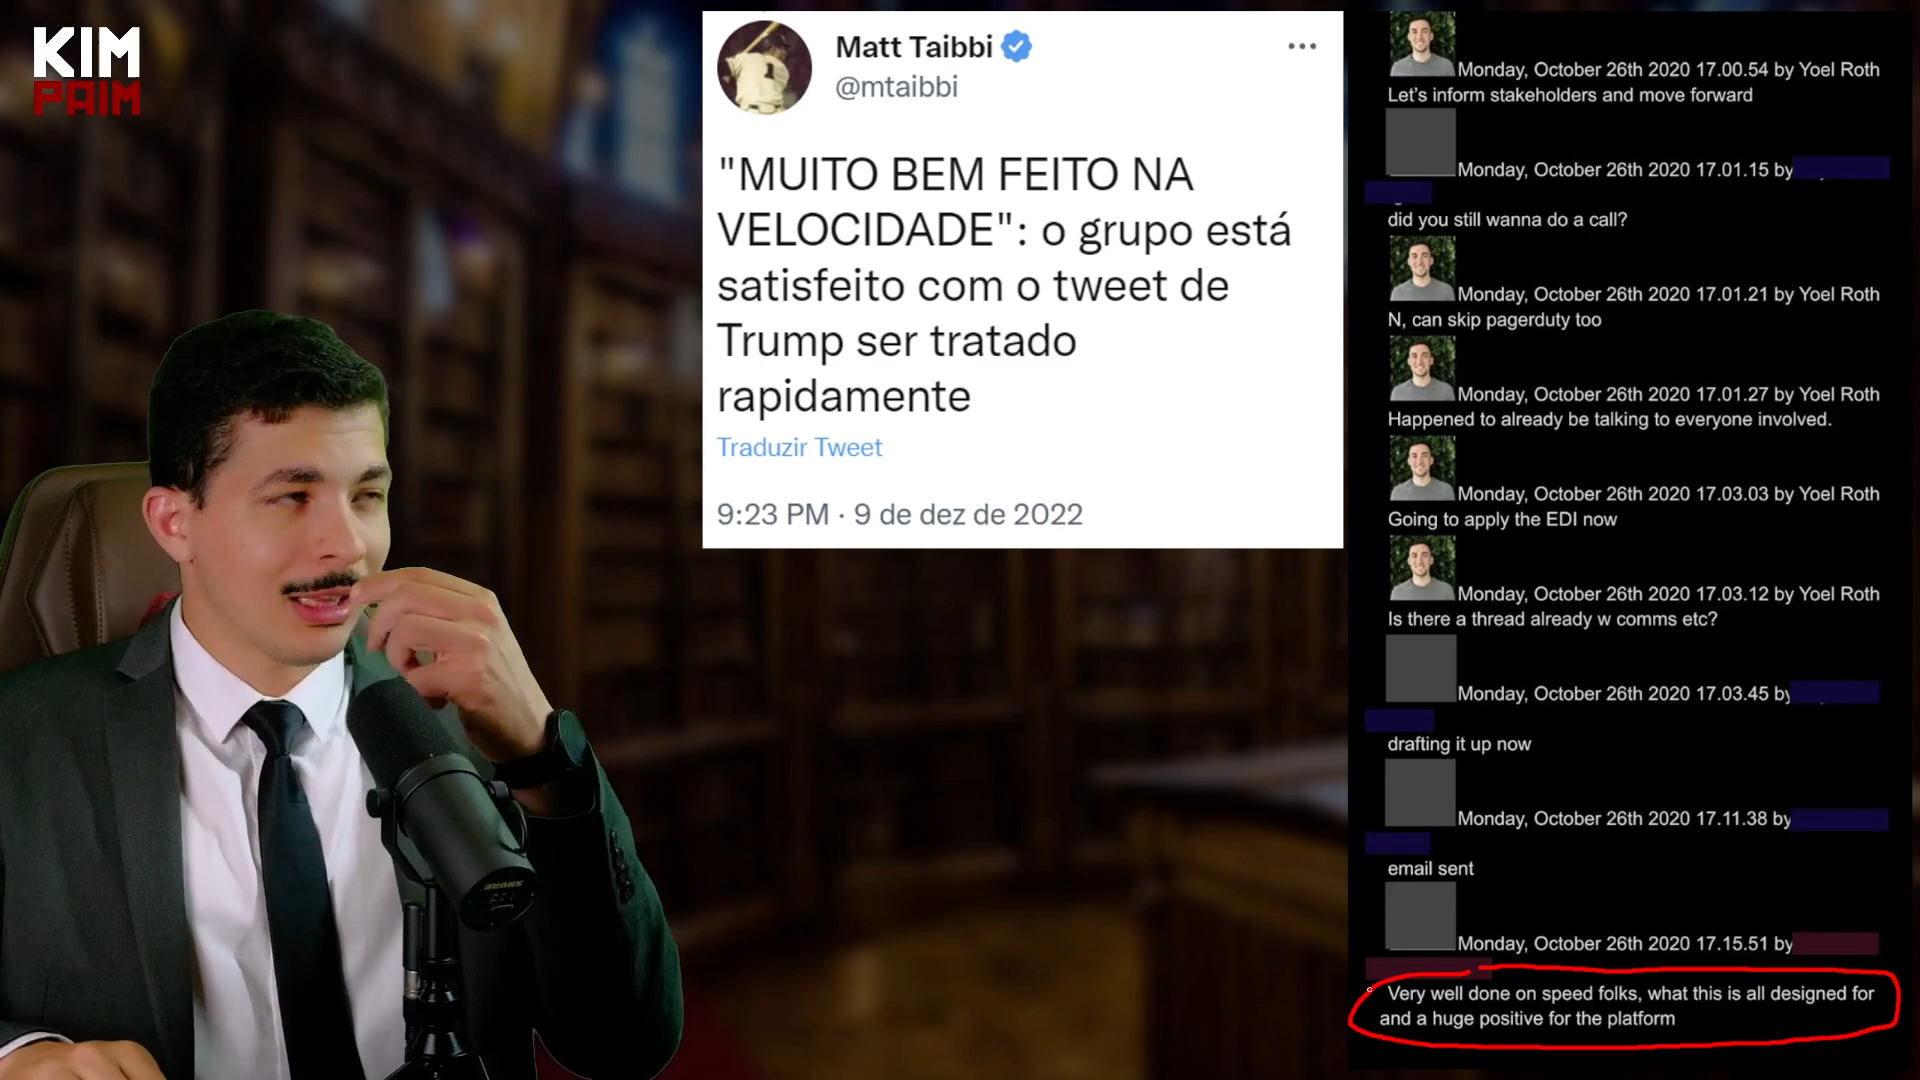 KIM
PAIM
Matt Taibbi
@mtaibbi
"MUITO BEM FEITO NA
VELOCIDADE": o grupo está
satisfeito com o tweet de
Trump ser tratado
rapidamente
Traduzir Tweet
9:23 PM · 9 de dez de 2022
Monday, October 26th 2020 17.00.54 by Yoel Roth
Let's inform stakeholders and move forward
Monday, October 26th 2020 17.01.15 by
did you still wanna do a call?
Monday, October 26th 2020 17.01.21 by Yoel Roth
N, can skip pagerduty too
Monday, October 26th 2020 17.01.27 by Yoel Roth
Happened to already be talking to everyone involved.
Monday, October 26th 2020 17.03.03 by Yoel Roth
Going to apply the EDI now
Monday, October 26th 2020 17.03.12 by Yoel Roth
Is there a thread already w comms etc?
Monday, October 26th 2020 17.03.45 by
drafting it up now
Monday, October 26th 2020 17.11.38 by
email sent
Monday, October 26th 2020 17.15.51 by
Very well done on speed folks, what this is all designed for
and a huge positive for the platform